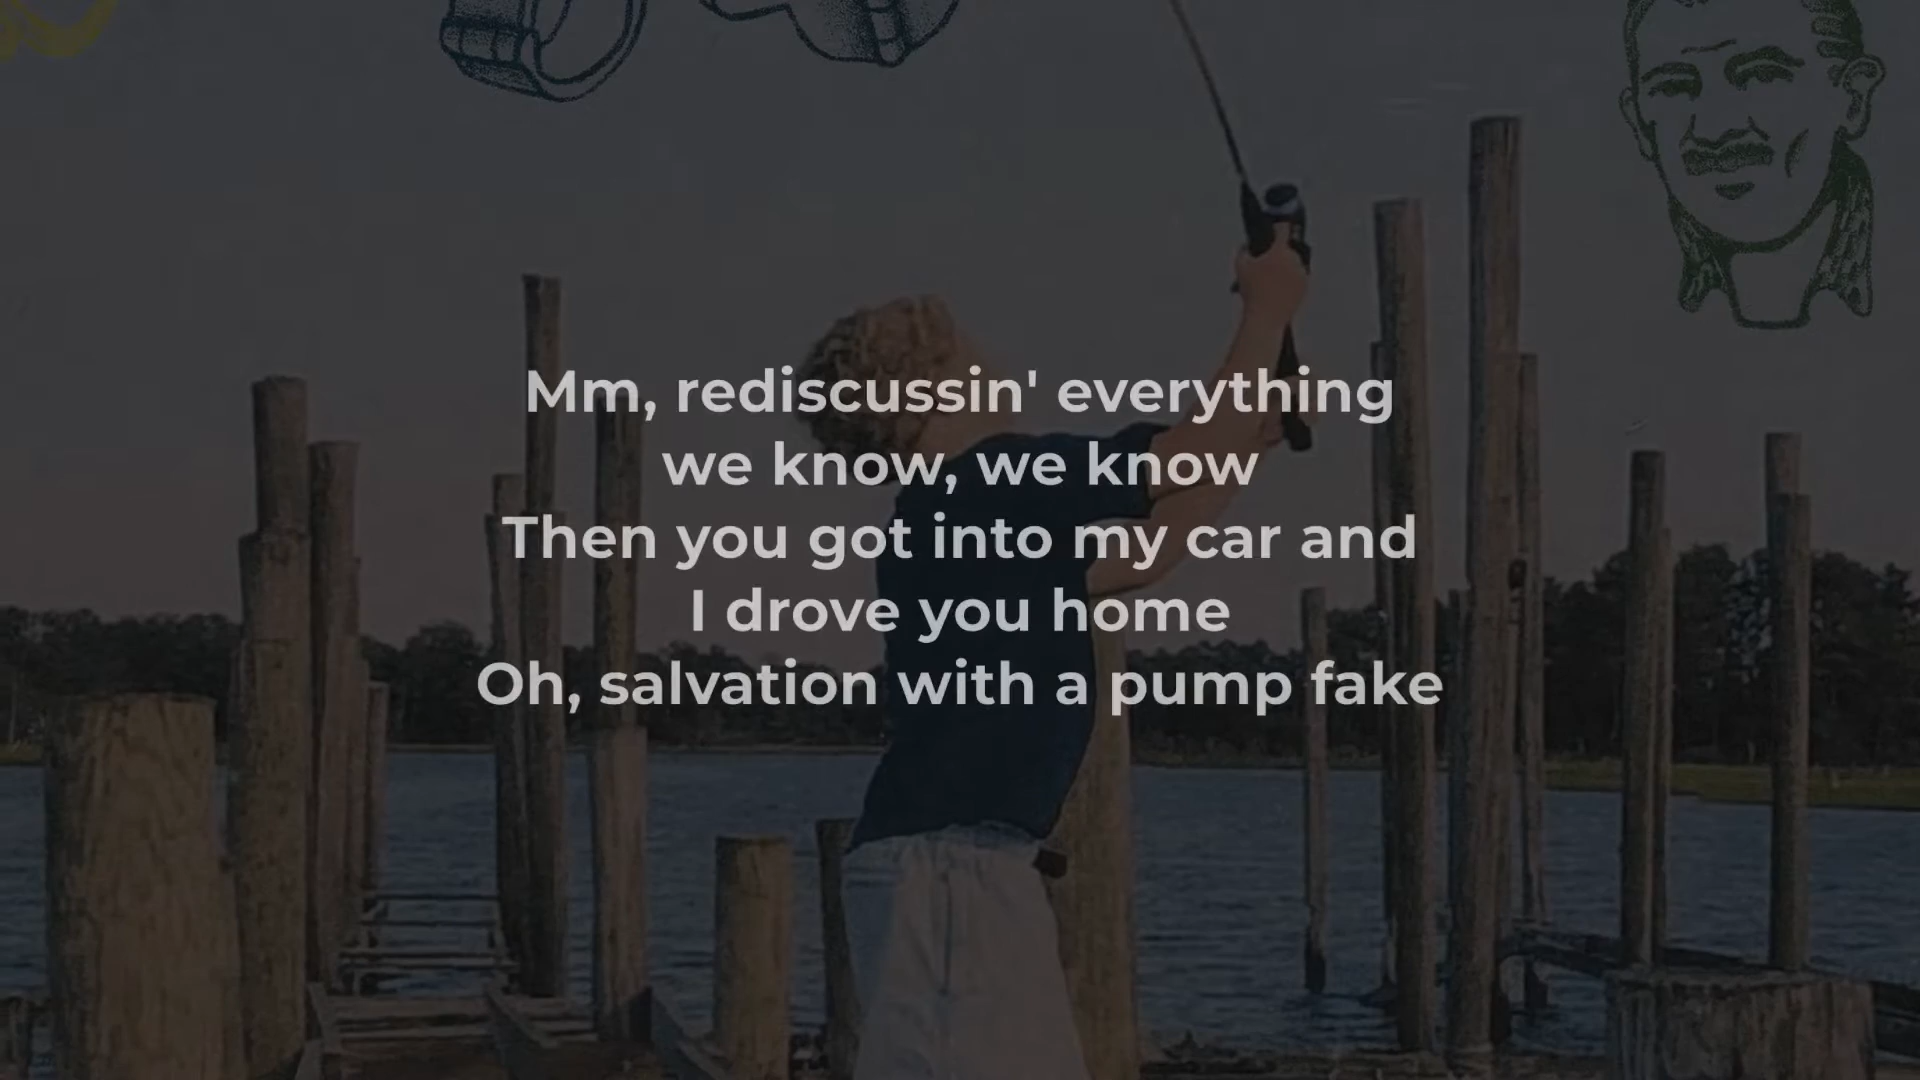 Mm, rediscussin' everything
we know, we know
Then you got into my car and
I drove you home
Oh, salvation with a pump fake